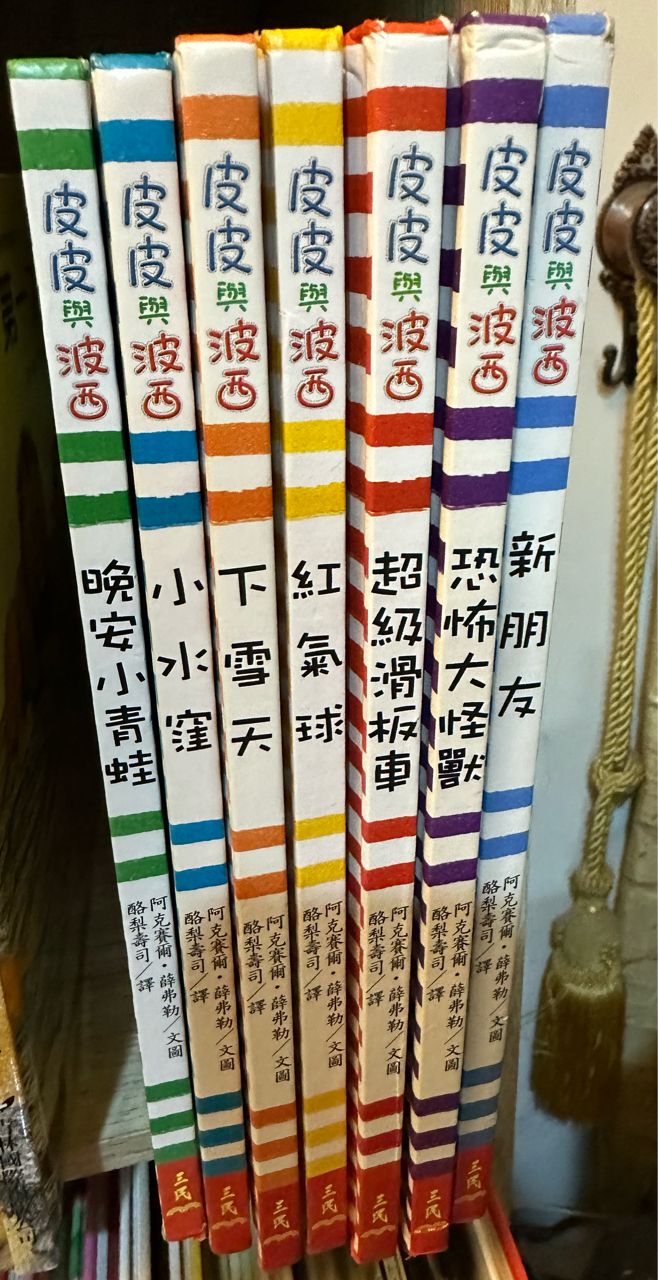 皮皮與波西
晚安小青蛙
阿克賽爾・薛弗勒／文圖
酪梨壽司／譯
三民
皮皮與波西
小水窪
阿克賽爾・薛弗勒／文圖
酪梨壽司／譯
三民
皮皮與波西
下雪天
阿克賽爾・薛弗勒／文圖
酪梨壽司／譯
三民
皮皮與波西
紅氣球
阿克賽爾・薛弗勒／文圖
酪梨壽司／譯
三民
皮皮與波西
超級滑板車
阿克賽爾・薛弗勒／文圖
酪梨壽司／譯
三民
皮皮與波西
恐怖大怪獸
阿克賽爾・薛弗勒／文圖
酪梨壽司／譯
三民
皮皮與波西
新朋友
阿克賽爾・薛弗勒／文圖
酪梨壽司／譯
三民